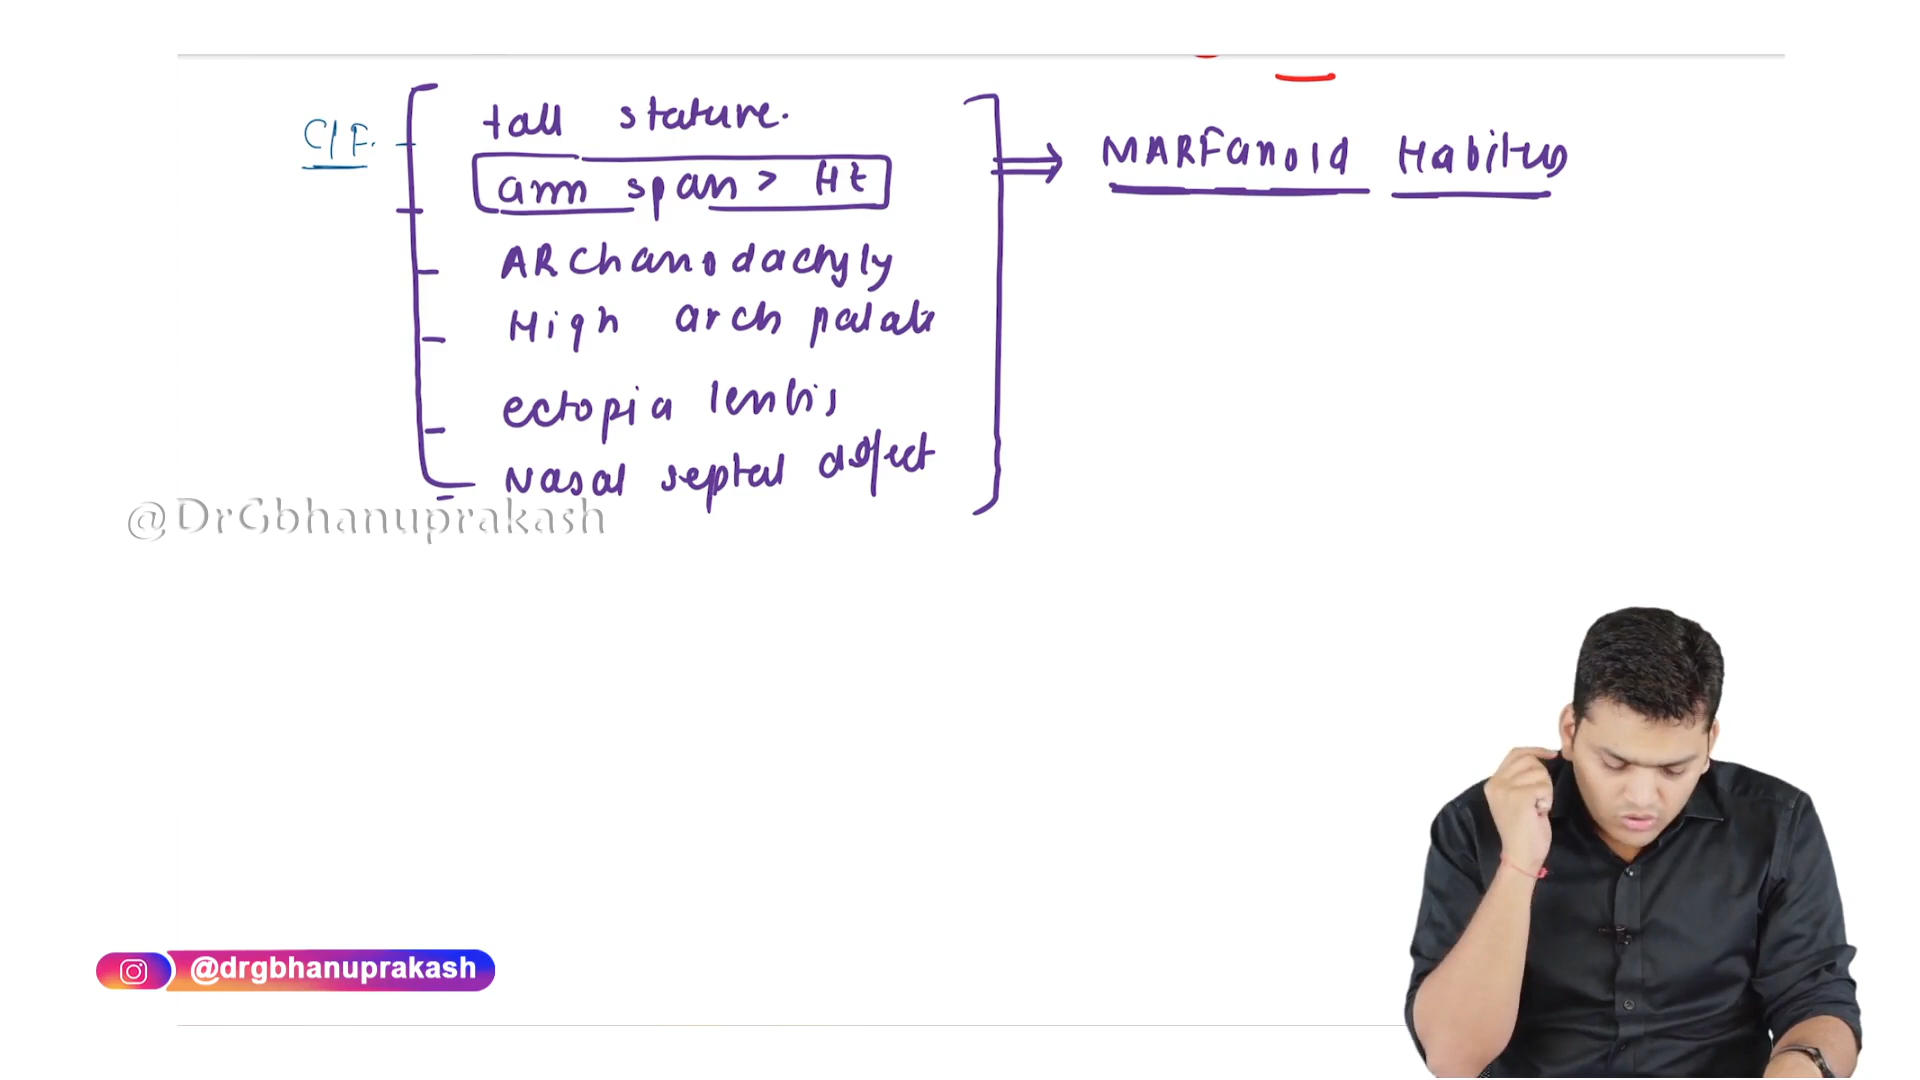 C/F.
tall stature.
arm span > Ht
ARChanodactyly
High arch palate
ectopia lentis
Nasal septal defect
MARFanoid Habitus
@DrGbhanuprakash
@drgbhanuprakash